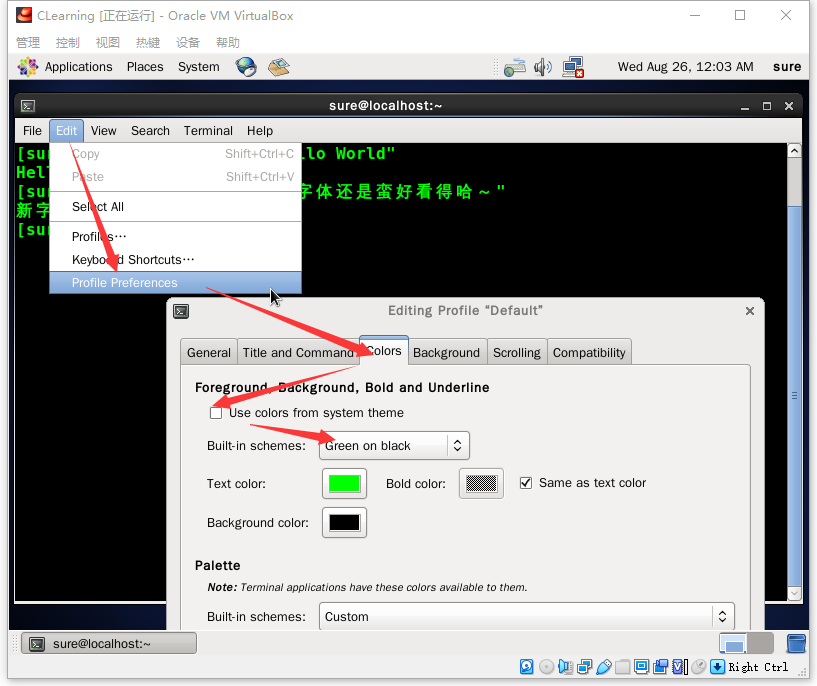 CLearning [正在运行] - Oracle VM VirtualBox
管理 控制 视图 热键 设备 帮助
Applications Places System Wed Aug 26, 12:03 AM sure
sure@localhost:~
File Edit View Search Terminal Help
[su llo World"
Hel
[su 字体还是蛮好看得哈～"
新字
[su
Copy Shift+Ctrl+C
Paste Shift+Ctrl+V
Select All
Profiles…
Keyboard Shortcuts…
Profile Preferences
Editing Profile “Default”
General Title and Command Colors Background Scrolling Compatibility
Foreground, Background, Bold and Underline
Use colors from system theme
Built-in schemes: Green on black
Text color: Bold color: Same as text color
Background color:
Palette
Note: Terminal applications have these colors available to them.
Built-in schemes: Custom
sure@localhost:~
Right Ctrl